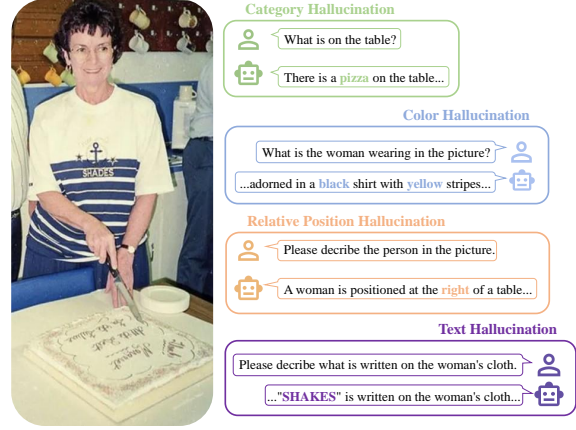 SHADES
Category Hallucination
What is on the table?
There is a pizza on the table...
Color Hallucination
What is the woman wearing in the picture?
...adorned in a black shirt with yellow stripes...
Relative Position Hallucination
Please decribe the person in the picture.
A woman is positioned at the right of a table...
Text Hallucination
Please decribe what is written on the woman's cloth.
..."SHAKES" is written on the woman's cloth...